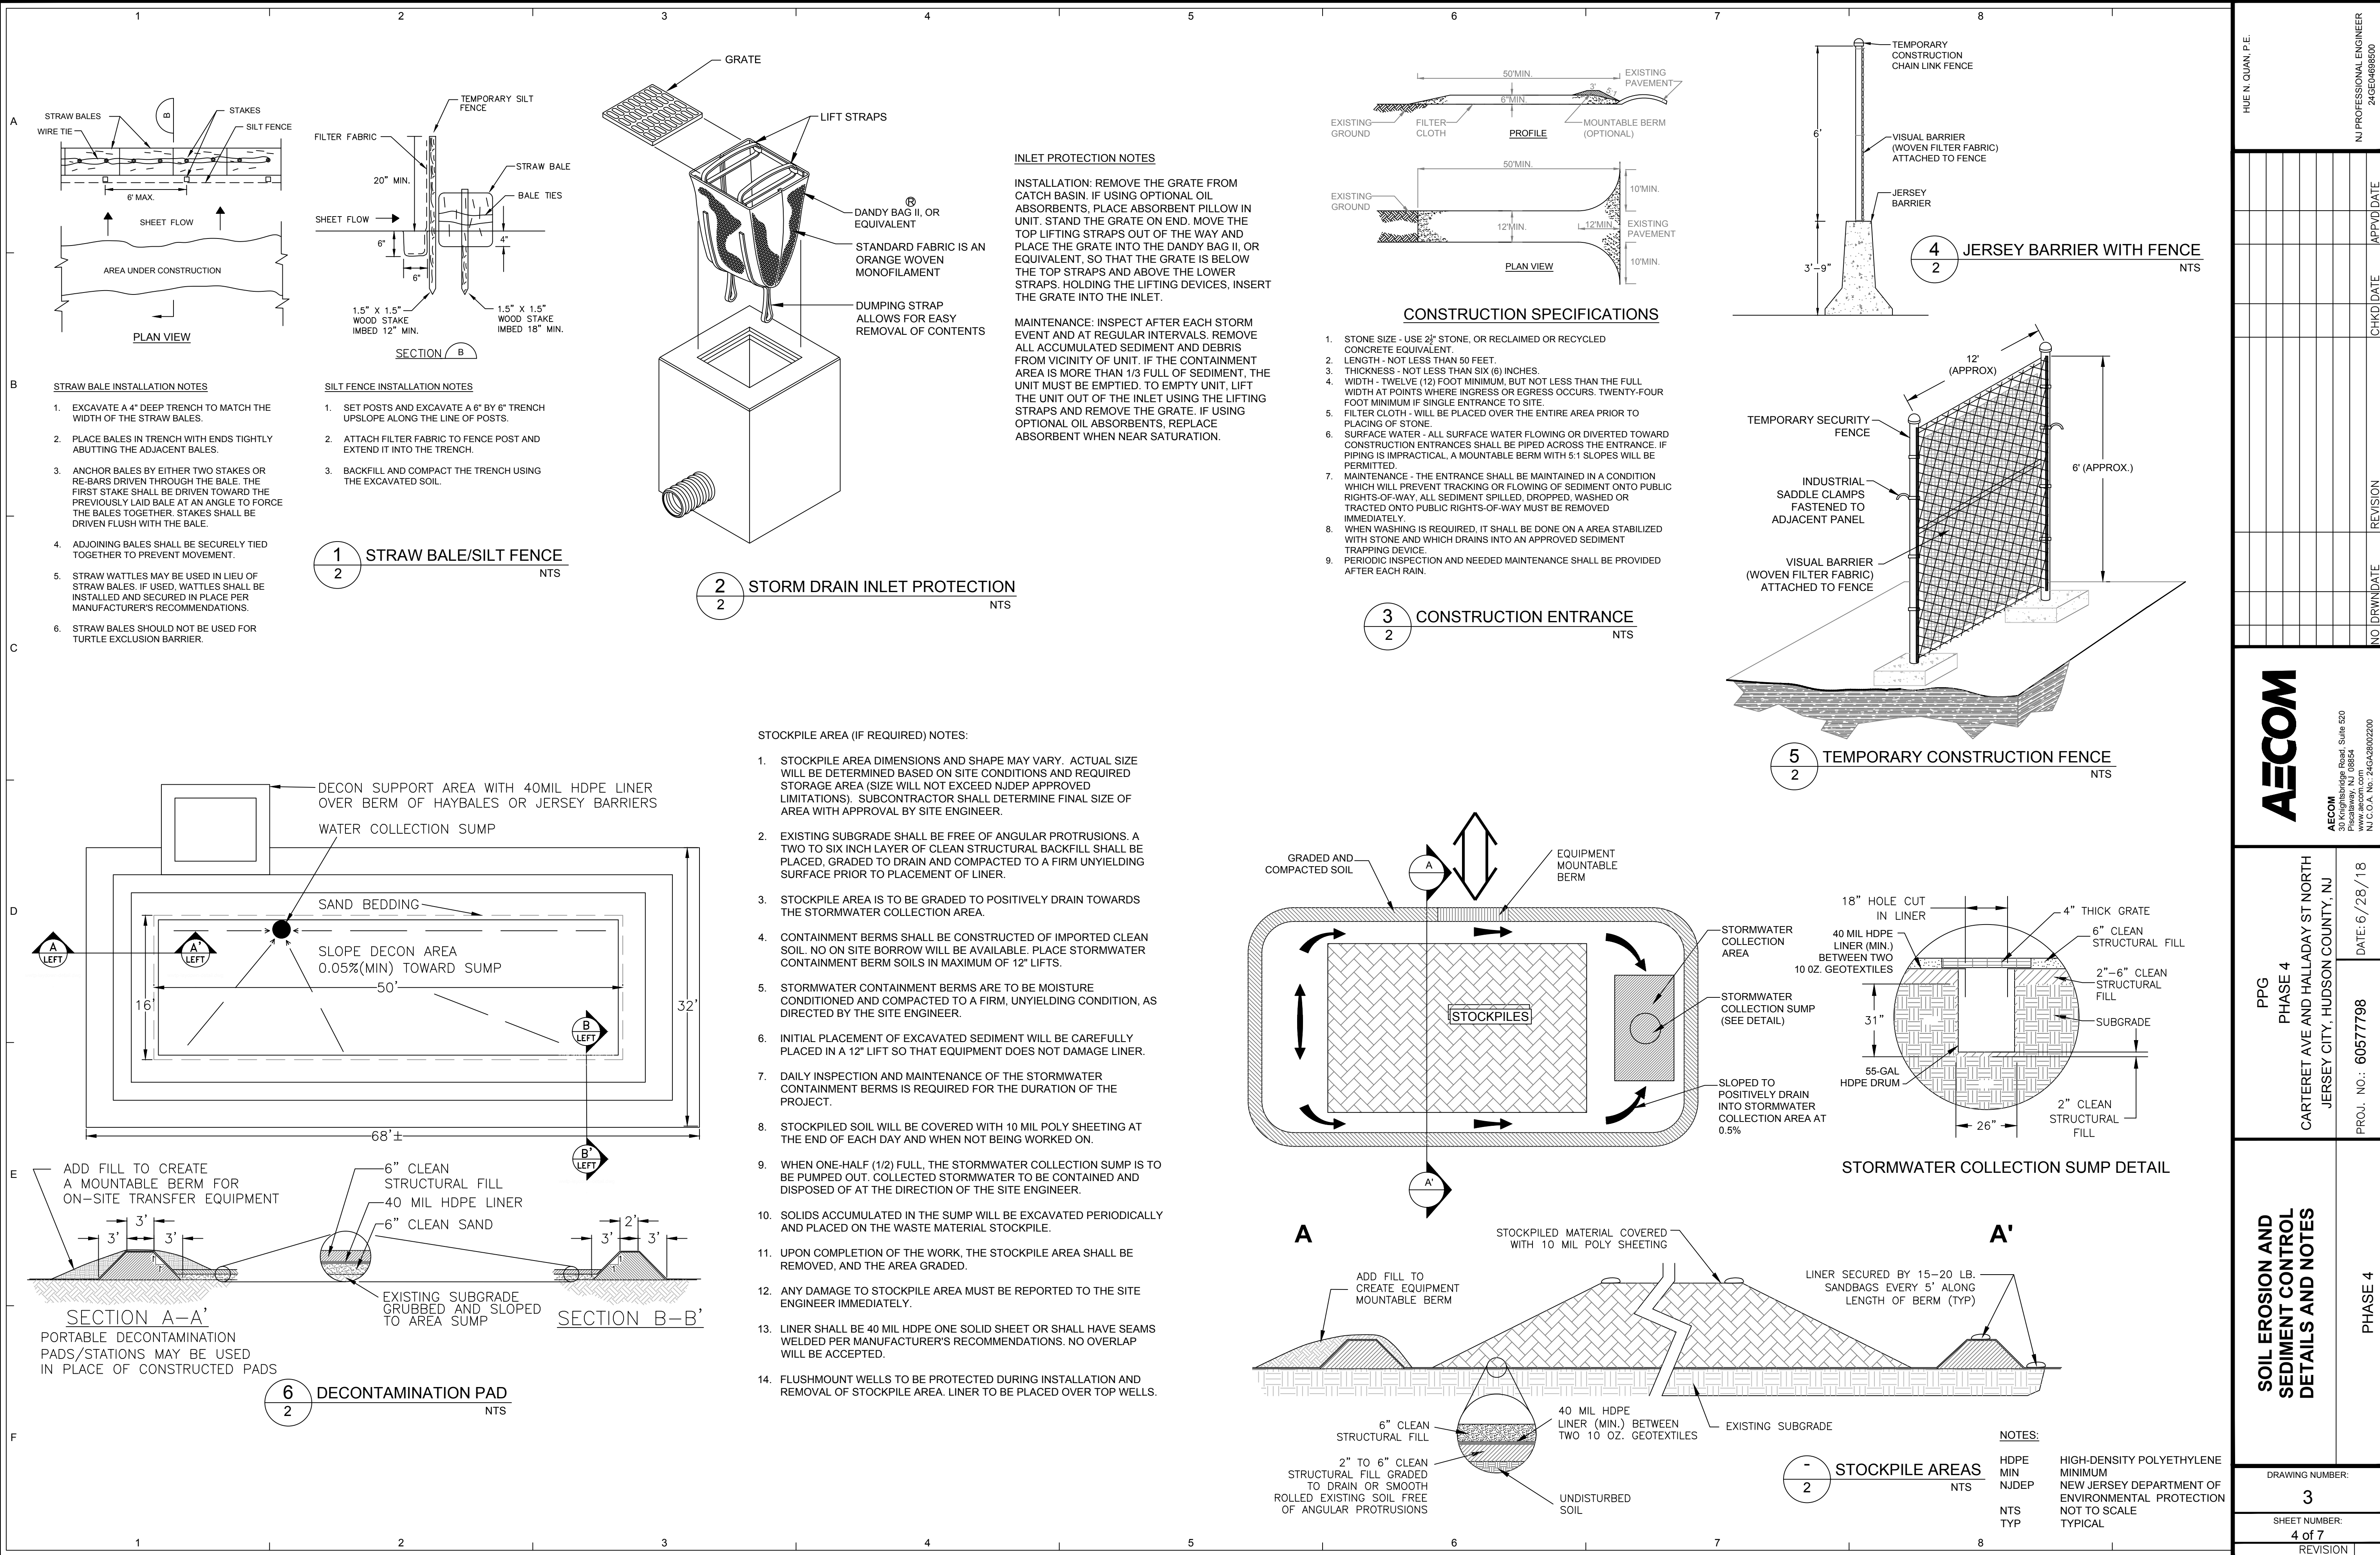 1 2 3 4 5 6 7 8
A
B
C
D
E
F
STRAW BALES
WIRE TIE
B
STAKES
SILT FENCE
6' MAX.
SHEET FLOW
AREA UNDER CONSTRUCTION
PLAN VIEW
TEMPORARY SILT
FENCE
FILTER FABRIC
20" MIN.
STRAW BALE
BALE TIES
SHEET FLOW
6"
4"
6"
1.5" X 1.5"
WOOD STAKE
IMBED 12" MIN.
1.5" X 1.5"
WOOD STAKE
IMBED 18" MIN.
SECTION B
STRAW BALE INSTALLATION NOTES
1. EXCAVATE A 4" DEEP TRENCH TO MATCH THE
WIDTH OF THE STRAW BALES.
2. PLACE BALES IN TRENCH WITH ENDS TIGHTLY
ABUTTING THE ADJACENT BALES.
3. ANCHOR BALES BY EITHER TWO STAKES OR
RE-BARS DRIVEN THROUGH THE BALE. THE
FIRST STAKE SHALL BE DRIVEN TOWARD THE
PREVIOUSLY LAID BALE AT AN ANGLE TO FORCE
THE BALES TOGETHER. STAKES SHALL BE
DRIVEN FLUSH WITH THE BALE.
4. ADJOINING BALES SHALL BE SECURELY TIED
TOGETHER TO PREVENT MOVEMENT.
5. STRAW WATTLES MAY BE USED IN LIEU OF
STRAW BALES. IF USED, WATTLES SHALL BE
INSTALLED AND SECURED IN PLACE PER
MANUFACTURER'S RECOMMENDATIONS.
6. STRAW BALES SHOULD NOT BE USED FOR
TURTLE EXCLUSION BARRIER.
SILT FENCE INSTALLATION NOTES
1. SET POSTS AND EXCAVATE A 6" BY 6" TRENCH
UPSLOPE ALONG THE LINE OF POSTS.
2. ATTACH FILTER FABRIC TO FENCE POST AND
EXTEND IT INTO THE TRENCH.
3. BACKFILL AND COMPACT THE TRENCH USING
THE EXCAVATED SOIL.
1
2
STRAW BALE/SILT FENCE
NTS
GRATE
LIFT STRAPS
®
DANDY BAG II, OR
EQUIVALENT
STANDARD FABRIC IS AN
ORANGE WOVEN
MONOFILAMENT
DUMPING STRAP
ALLOWS FOR EASY
REMOVAL OF CONTENTS
2
2
STORM DRAIN INLET PROTECTION
NTS
INLET PROTECTION NOTES
INSTALLATION: REMOVE THE GRATE FROM
CATCH BASIN. IF USING OPTIONAL OIL
ABSORBENTS, PLACE ABSORBENT PILLOW IN
UNIT. STAND THE GRATE ON END. MOVE THE
TOP LIFTING STRAPS OUT OF THE WAY AND
PLACE THE GRATE INTO THE DANDY BAG II, OR
EQUIVALENT, SO THAT THE GRATE IS BELOW
THE TOP STRAPS AND ABOVE THE LOWER
STRAPS. HOLDING THE LIFTING DEVICES, INSERT
THE GRATE INTO THE INLET.
MAINTENANCE: INSPECT AFTER EACH STORM
EVENT AND AT REGULAR INTERVALS. REMOVE
ALL ACCUMULATED SEDIMENT AND DEBRIS
FROM VICINITY OF UNIT. IF THE CONTAINMENT
AREA IS MORE THAN 1/3 FULL OF SEDIMENT, THE
UNIT MUST BE EMPTIED. TO EMPTY UNIT, LIFT
THE UNIT OUT OF THE INLET USING THE LIFTING
STRAPS AND REMOVE THE GRATE. IF USING
OPTIONAL OIL ABSORBENTS, REPLACE
ABSORBENT WHEN NEAR SATURATION.
50'MIN.
EXISTING
PAVEMENT
3'
5:1
6"MIN.
EXISTING
GROUND
FILTER
CLOTH
PROFILE
MOUNTABLE BERM
(OPTIONAL)
50'MIN.
10'MIN.
EXISTING
GROUND
12'MIN.
12'MIN.
EXISTING
PAVEMENT
PLAN VIEW
10'MIN.
CONSTRUCTION SPECIFICATIONS
1. STONE SIZE - USE 2½" STONE, OR RECLAIMED OR RECYCLED
CONCRETE EQUIVALENT.
2. LENGTH - NOT LESS THAN 50 FEET.
3. THICKNESS - NOT LESS THAN SIX (6) INCHES.
4. WIDTH - TWELVE (12) FOOT MINIMUM, BUT NOT LESS THAN THE FULL
WIDTH AT POINTS WHERE INGRESS OR EGRESS OCCURS. TWENTY-FOUR
FOOT MINIMUM IF SINGLE ENTRANCE TO SITE.
5. FILTER CLOTH - WILL BE PLACED OVER THE ENTIRE AREA PRIOR TO
PLACING OF STONE.
6. SURFACE WATER - ALL SURFACE WATER FLOWING OR DIVERTED TOWARD
CONSTRUCTION ENTRANCES SHALL BE PIPED ACROSS THE ENTRANCE. IF
PIPING IS IMPRACTICAL, A MOUNTABLE BERM WITH 5:1 SLOPES WILL BE
PERMITTED.
7. MAINTENANCE - THE ENTRANCE SHALL BE MAINTAINED IN A CONDITION
WHICH WILL PREVENT TRACKING OR FLOWING OF SEDIMENT ONTO PUBLIC
RIGHTS-OF-WAY, ALL SEDIMENT SPILLED, DROPPED, WASHED OR
TRACTED ONTO PUBLIC RIGHTS-OF-WAY MUST BE REMOVED
IMMEDIATELY.
8. WHEN WASHING IS REQUIRED, IT SHALL BE DONE ON A AREA STABILIZED
WITH STONE AND WHICH DRAINS INTO AN APPROVED SEDIMENT
TRAPPING DEVICE.
9. PERIODIC INSPECTION AND NEEDED MAINTENANCE SHALL BE PROVIDED
AFTER EACH RAIN.
3
2
CONSTRUCTION ENTRANCE
NTS
TEMPORARY
CONSTRUCTION
CHAIN LINK FENCE
6'
VISUAL BARRIER
(WOVEN FILTER FABRIC)
ATTACHED TO FENCE
JERSEY
BARRIER
3'-9"
4
2
JERSEY BARRIER WITH FENCE
NTS
12'
(APPROX)
TEMPORARY SECURITY
FENCE
6' (APPROX.)
INDUSTRIAL
SADDLE CLAMPS
FASTENED TO
ADJACENT PANEL
VISUAL BARRIER
(WOVEN FILTER FABRIC)
ATTACHED TO FENCE
5
2
TEMPORARY CONSTRUCTION FENCE
NTS
DECON SUPPORT AREA WITH 40MIL HDPE LINER
OVER BERM OF HAYBALES OR JERSEY BARRIERS
WATER COLLECTION SUMP
SAND BEDDING
A
LEFT
A'
LEFT
SLOPE DECON AREA
0.05%(MIN) TOWARD SUMP
50'
16'
32'
B
LEFT
68'±
B'
LEFT
ADD FILL TO CREATE
A MOUNTABLE BERM FOR
ON-SITE TRANSFER EQUIPMENT
6" CLEAN
STRUCTURAL FILL
40 MIL HDPE LINER
6" CLEAN SAND
3'
3' 3'
1
1
2'
3' 3'
1
1
EXISTING SUBGRADE
GRUBBED AND SLOPED
TO AREA SUMP
SECTION A-A'
SECTION B-B'
PORTABLE DECONTAMINATION
PADS/STATIONS MAY BE USED
IN PLACE OF CONSTRUCTED PADS
6
2
DECONTAMINATION PAD
NTS
STOCKPILE AREA (IF REQUIRED) NOTES:
1. STOCKPILE AREA DIMENSIONS AND SHAPE MAY VARY. ACTUAL SIZE
WILL BE DETERMINED BASED ON SITE CONDITIONS AND REQUIRED
STORAGE AREA (SIZE WILL NOT EXCEED NJDEP APPROVED
LIMITATIONS). SUBCONTRACTOR SHALL DETERMINE FINAL SIZE OF
AREA WITH APPROVAL BY SITE ENGINEER.
2. EXISTING SUBGRADE SHALL BE FREE OF ANGULAR PROTRUSIONS. A
TWO TO SIX INCH LAYER OF CLEAN STRUCTURAL BACKFILL SHALL BE
PLACED, GRADED TO DRAIN AND COMPACTED TO A FIRM UNYIELDING
SURFACE PRIOR TO PLACEMENT OF LINER.
3. STOCKPILE AREA IS TO BE GRADED TO POSITIVELY DRAIN TOWARDS
THE STORMWATER COLLECTION AREA.
4. CONTAINMENT BERMS SHALL BE CONSTRUCTED OF IMPORTED CLEAN
SOIL. NO ON SITE BORROW WILL BE AVAILABLE. PLACE STORMWATER
CONTAINMENT BERM SOILS IN MAXIMUM OF 12" LIFTS.
5. STORMWATER CONTAINMENT BERMS ARE TO BE MOISTURE
CONDITIONED AND COMPACTED TO A FIRM, UNYIELDING CONDITION, AS
DIRECTED BY THE SITE ENGINEER.
6. INITIAL PLACEMENT OF EXCAVATED SEDIMENT WILL BE CAREFULLY
PLACED IN A 12" LIFT SO THAT EQUIPMENT DOES NOT DAMAGE LINER.
7. DAILY INSPECTION AND MAINTENANCE OF THE STORMWATER
CONTAINMENT BERMS IS REQUIRED FOR THE DURATION OF THE
PROJECT.
8. STOCKPILED SOIL WILL BE COVERED WITH 10 MIL POLY SHEETING AT
THE END OF EACH DAY AND WHEN NOT BEING WORKED ON.
9. WHEN ONE-HALF (1/2) FULL, THE STORMWATER COLLECTION SUMP IS TO
BE PUMPED OUT. COLLECTED STORMWATER TO BE CONTAINED AND
DISPOSED OF AT THE DIRECTION OF THE SITE ENGINEER.
10. SOLIDS ACCUMULATED IN THE SUMP WILL BE EXCAVATED PERIODICALLY
AND PLACED ON THE WASTE MATERIAL STOCKPILE.
11. UPON COMPLETION OF THE WORK, THE STOCKPILE AREA SHALL BE
REMOVED, AND THE AREA GRADED.
12. ANY DAMAGE TO STOCKPILE AREA MUST BE REPORTED TO THE SITE
ENGINEER IMMEDIATELY.
13. LINER SHALL BE 40 MIL HDPE ONE SOLID SHEET OR SHALL HAVE SEAMS
WELDED PER MANUFACTURER'S RECOMMENDATIONS. NO OVERLAP
WILL BE ACCEPTED.
14. FLUSHMOUNT WELLS TO BE PROTECTED DURING INSTALLATION AND
REMOVAL OF STOCKPILE AREA. LINER TO BE PLACED OVER TOP WELLS.
GRADED AND
COMPACTED SOIL
A
EQUIPMENT
MOUNTABLE
BERM
STORMWATER
COLLECTION
AREA
STOCKPILES
STORMWATER
COLLECTION SUMP
(SEE DETAIL)
SLOPED TO
POSITIVELY DRAIN
INTO STORMWATER
COLLECTION AREA AT
0.5%
A'
18" HOLE CUT
IN LINER
4" THICK GRATE
40 MIL HDPE
LINER (MIN.)
BETWEEN TWO
10 0Z. GEOTEXTILES
6" CLEAN
STRUCTURAL FILL
2"-6" CLEAN
STRUCTURAL
FILL
31"
SUBGRADE
55-GAL
HDPE DRUM
2" CLEAN
STRUCTURAL
FILL
26"
STORMWATER COLLECTION SUMP DETAIL
A
A'
STOCKPILED MATERIAL COVERED
WITH 10 MIL POLY SHEETING
ADD FILL TO
CREATE EQUIPMENT
MOUNTABLE BERM
LINER SECURED BY 15-20 LB.
SANDBAGS EVERY 5' ALONG
LENGTH OF BERM (TYP)
6" CLEAN
STRUCTURAL FILL
40 MIL HDPE
LINER (MIN.) BETWEEN
TWO 10 OZ. GEOTEXTILES
EXISTING SUBGRADE
2" TO 6" CLEAN
STRUCTURAL FILL GRADED
TO DRAIN OR SMOOTH
ROLLED EXISTING SOIL FREE
OF ANGULAR PROTRUSIONS
UNDISTURBED
SOIL
-
2
STOCKPILE AREAS
NTS
NOTES:
HDPE HIGH-DENSITY POLYETHYLENE
MIN MINIMUM
NJDEP NEW JERSEY DEPARTMENT OF
ENVIRONMENTAL PROTECTION
NTS NOT TO SCALE
TYP TYPICAL
1 2 3 4 5 6 7 8
HUE N. QUAN, P.E.
NJ PROFESSIONAL ENGINEER
24GE04698500
NO DRWN DATE REVISION CHKD DATE APPVD DATE
AECOM
AECOM
30 Knightsbridge Road, Suite 520
Piscataway, NJ 08854
www.aecom.com
NJ C.O.A. No.: 24GA28002200
PPG
PHASE 4
CARTERET AVE AND HALLADAY ST NORTH
JERSEY CITY, HUDSON COUNTY, NJ
PROJ. NO.: 60577798 DATE: 6/28/18
SOIL EROSION AND
SEDIMENT CONTROL
DETAILS AND NOTES
PHASE 4
DRAWING NUMBER:
3
SHEET NUMBER:
4 of 7
REVISION